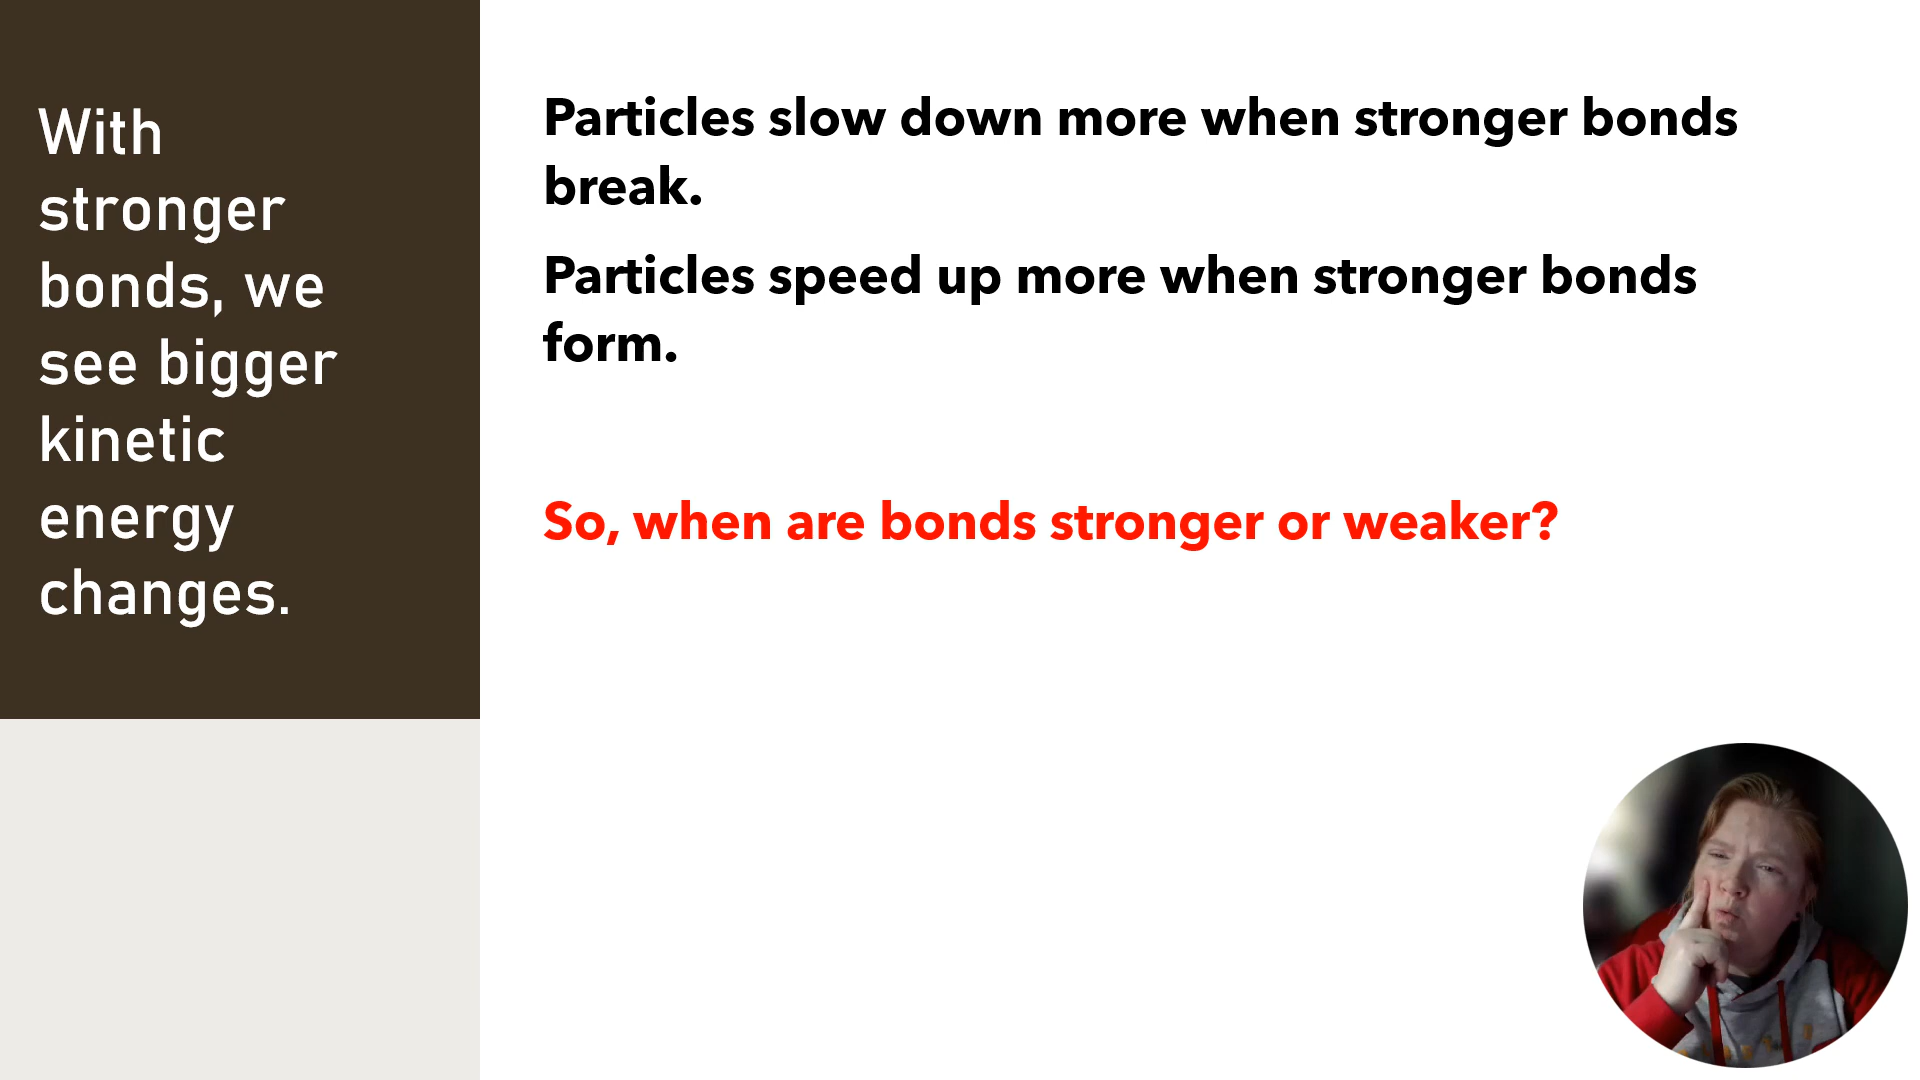 With
stronger
bonds, we
see bigger
kinetic
energy
changes.
Particles slow down more when stronger bonds
break.
Particles speed up more when stronger bonds
form.
So, when are bonds stronger or weaker?